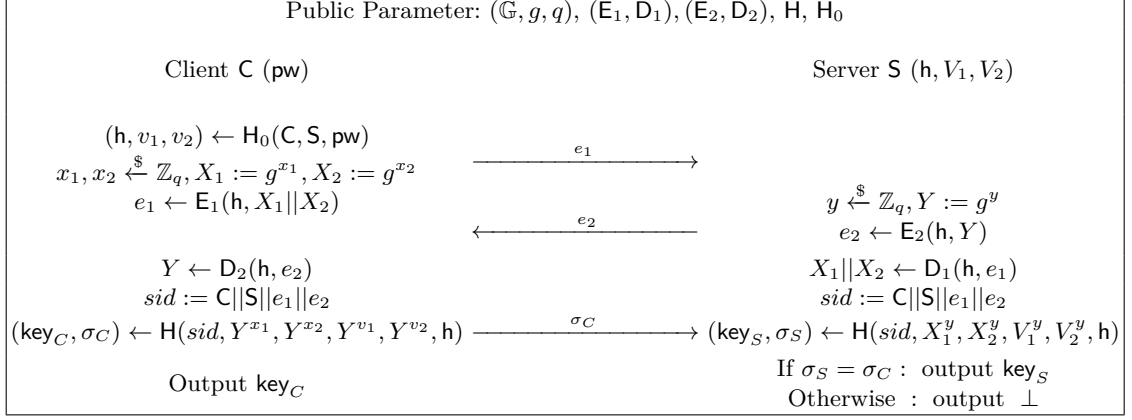 Public Parameter: (𝔾, g, q), (E₁, D₁), (E₂, D₂), H, H₀
Client C (pw)
Server S (h, V₁, V₂)
(h, v₁, v₂) ← H₀(C, S, pw)
x₁, x₂ ←$ ℤ_q, X₁ := g^{x₁}, X₂ := g^{x₂}
e₁ ← E₁(h, X₁||X₂)
e₁
y ←$ ℤ_q, Y := g^y
e₂ ← E₂(h, Y)
e₂
Y ← D₂(h, e₂)
X₁||X₂ ← D₁(h, e₁)
sid := C||S||e₁||e₂
sid := C||S||e₁||e₂
(key_C, σ_C) ← H(sid, Y^{x₁}, Y^{x₂}, Y^{v₁}, Y^{v₂}, h)
σ_C
(key_S, σ_S) ← H(sid, X₁^y, X₂^y, V₁^y, V₂^y, h)
Output key_C
If σ_S = σ_C : output key_S
Otherwise : output ⊥